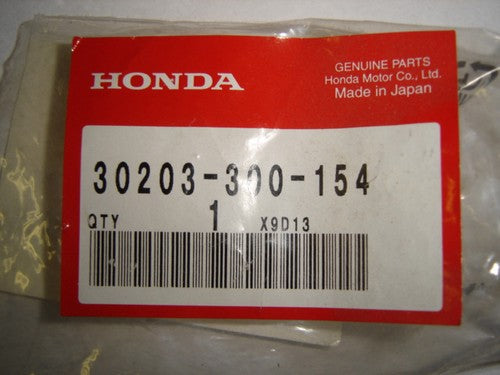 HONDA
GENUINE PARTS
Honda Motor Co., Ltd.
Made in Japan
30203-300-154
QTY 1 X9D13